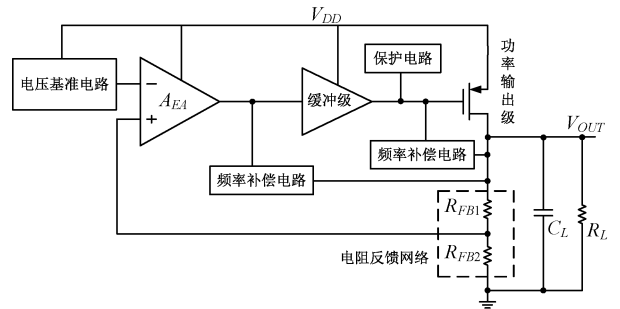 V_DD
保护电路
功率输出级
电压基准电路
−
A_EA
+
缓冲级
V_OUT
频率补偿电路
频率补偿电路
R_FB1
C_L
R_L
R_FB2
电阻反馈网络